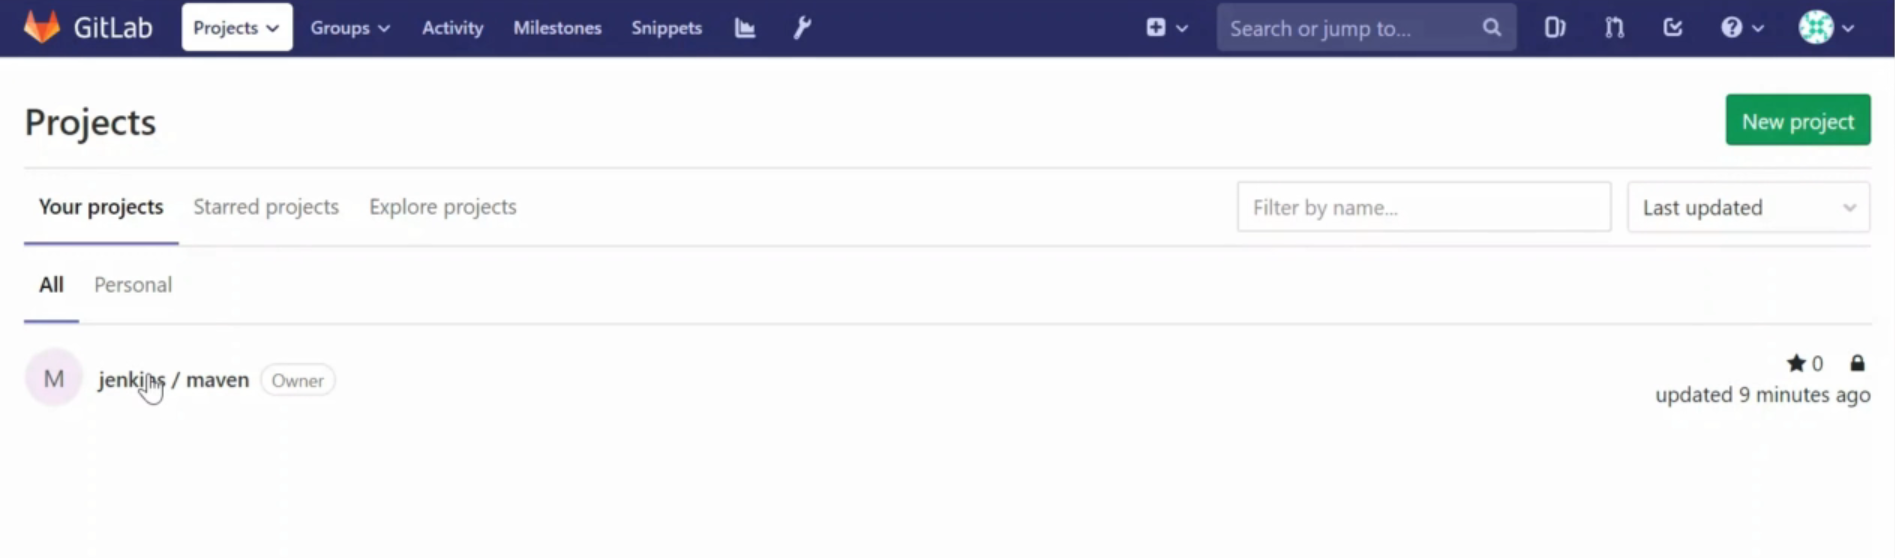 GitLab Projects Groups Activity Milestones Snippets Search or jump to...
Projects
New project
Your projects Starred projects Explore projects Filter by name... Last updated
All Personal
M jenkins / maven Owner
0
updated 9 minutes ago